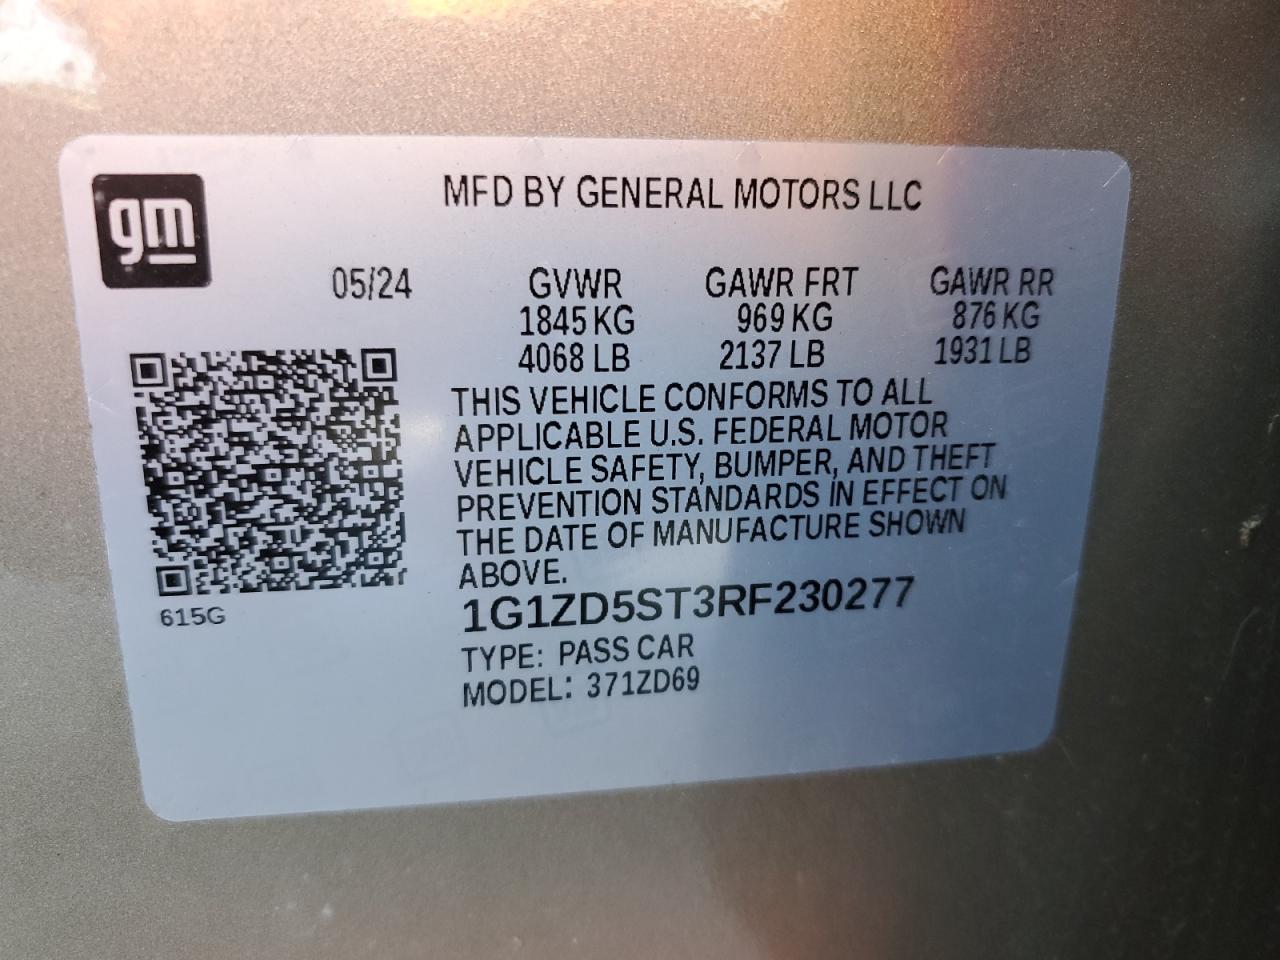 gm
MFD BY GENERAL MOTORS LLC
05/24 GVWR GAWR FRT GAWR RR
1845 KG 969 KG 876 KG
4068 LB 2137 LB 1931 LB
THIS VEHICLE CONFORMS TO ALL
APPLICABLE U.S. FEDERAL MOTOR
VEHICLE SAFETY, BUMPER, AND THEFT
PREVENTION STANDARDS IN EFFECT ON
THE DATE OF MANUFACTURE SHOWN
ABOVE.
615G
1G1ZD5ST3RF230277
TYPE: PASS CAR
MODEL: 371ZD69